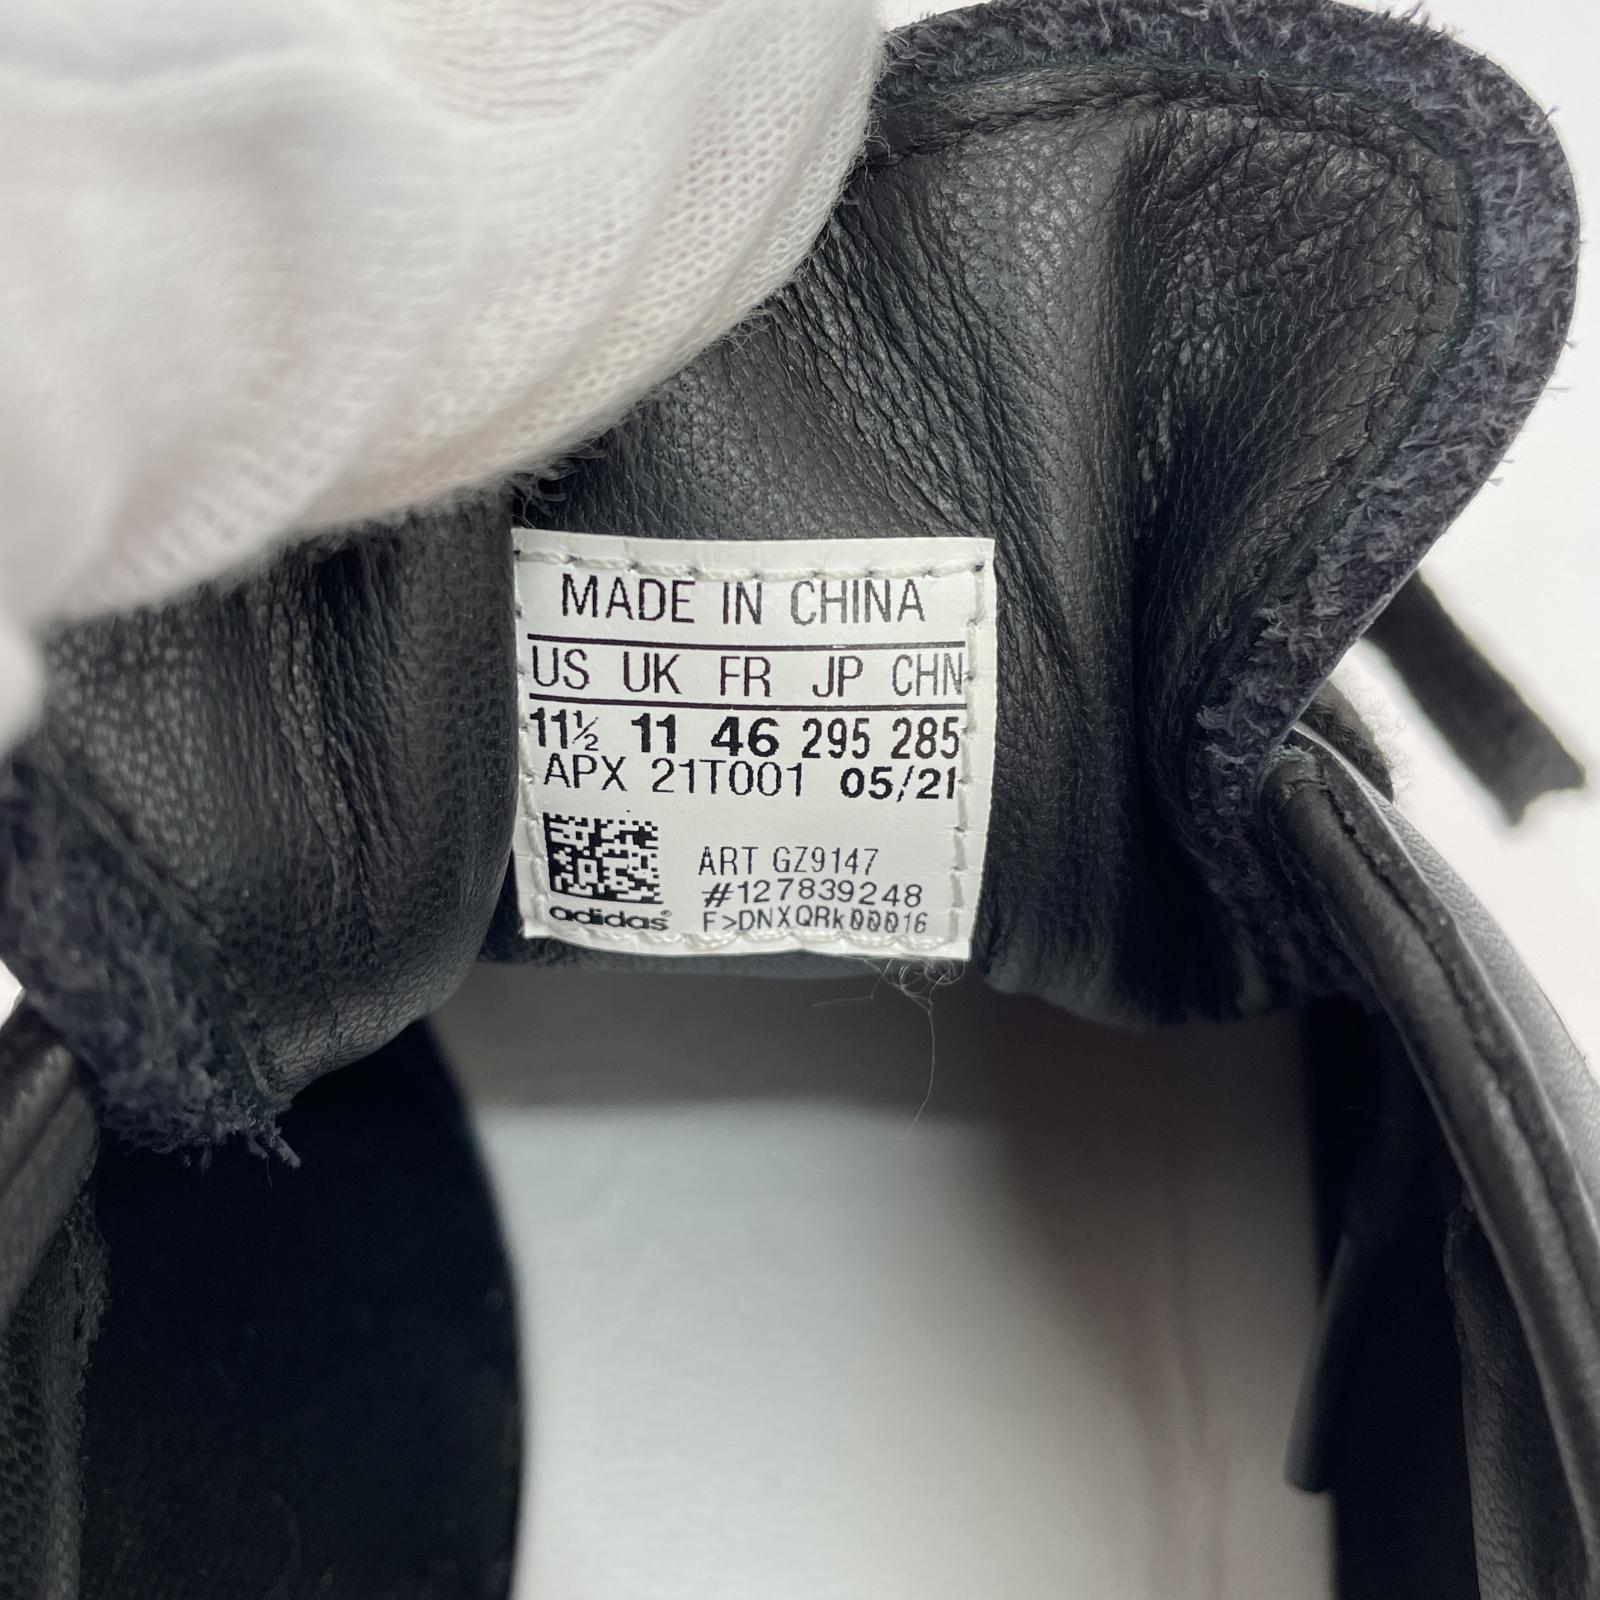 MADE IN CHINA
US UK FR JP CHN
11½ 11 46 295 285
APX 21T001 05/21
ART GZ9147
#127839248
adidas® F>DNXQRk00016